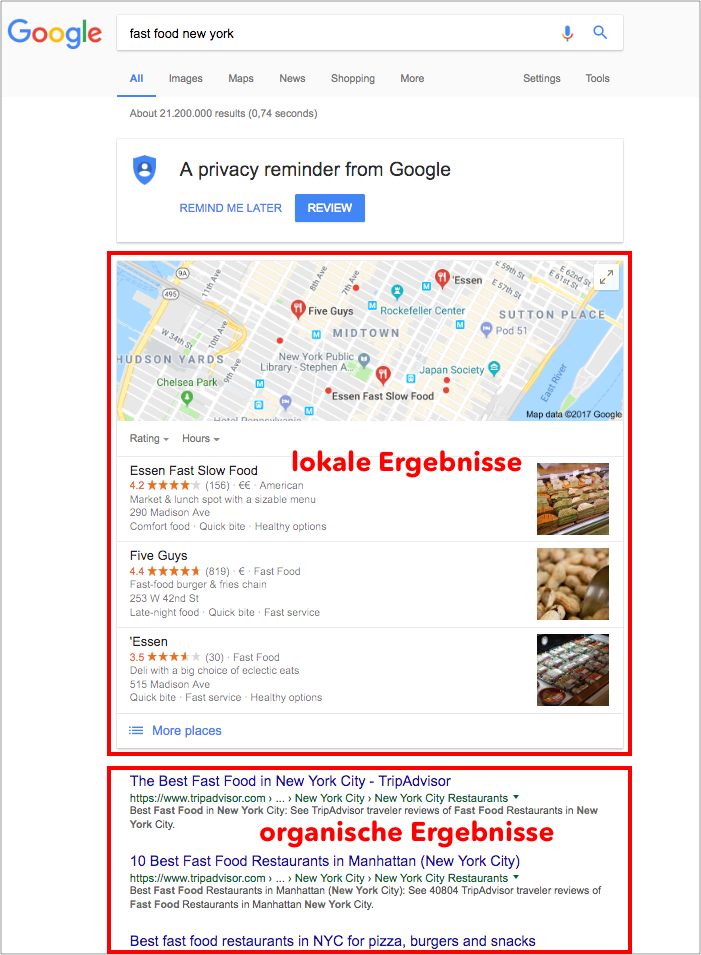 Google
fast food new york
All Images Maps News Shopping More Settings Tools
About 21.200.000 results (0,74 seconds)
A privacy reminder from Google
REMIND ME LATER REVIEW
9A
495
11th Ave
10th Ave
9th Ave
8th Ave
7th Ave
W 34th St
E 59th St
E 57th St
E 62nd St
E 60th St
'Essen
Five Guys
Rockefeller Center
SUTTON PLACE
MIDTOWN
Pod 51
HUDSON YARDS
New York Public
Library - Stephen A...
Japan Society
Chelsea Park
Essen Fast Slow Food
East River
Hotel Pennsylvania
Map data ©2017 Google
Rating Hours
lokale Ergebnisse
Essen Fast Slow Food
4.2 (156) · €€ · American
Market & lunch spot with a sizable menu
290 Madison Ave
Comfort food · Quick bite · Healthy options
Five Guys
4.4 (819) · € · Fast Food
Fast-food burger & fries chain
253 W 42nd St
Late-night food · Quick bite · Fast service
'Essen
3.5 (30) · Fast Food
Deli with a big choice of eclectic eats
515 Madison Ave
Quick bite · Fast service · Healthy options
More places
The Best Fast Food in New York City - TripAdvisor
https://www.tripadvisor.com › ... › New York City › New York City Restaurants
Best Fast Food in New York City: See TripAdvisor traveler reviews of Fast Food Restaurants in New
York City.
organische Ergebnisse
10 Best Fast Food Restaurants in Manhattan (New York City)
https://www.tripadvisor.com › ... › New York City › New York City Restaurants
Best Fast Food Restaurants in Manhattan (New York City): See 40804 TripAdvisor traveler reviews of
Fast Food Restaurants in Manhattan New York City.
Best fast food restaurants in NYC for pizza, burgers and snacks